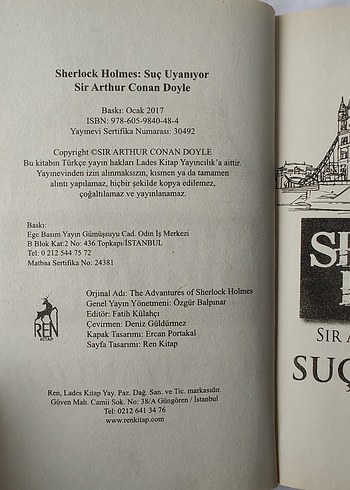 Sherlock Holmes: Suç Uyanıyor
Sir Arthur Conan Doyle
Baskı: Ocak 2017
ISBN: 978-605-9840-48-4
Yayınevi Sertifika Numarası: 30492
Copyright ©SIR ARTHUR CONAN DOYLE
Bu kitabın Türkçe yayın hakları Lades Kitap Yayıncılık'a aittir.
Yayınevinden izin alınmaksızın, kısmen ya da tamamen
alıntı yapılamaz, hiçbir şekilde kopya edilemez,
çoğaltılamaz ve yayınlanamaz.
Baskı:
Ege Basım Yayın Gümüşsuyu Cad. Odin İş Merkezi
B Blok Kat:2 No: 436 Topkapı/İSTANBUL
Tel: 0 212 544 75 72
Matbaa Sertifika No: 24381
REN
KİTAP
Orjinal Adı: The Advantures of Sherlock Holmes
Genel Yayın Yönetmeni: Özgür Balpınar
Editör: Fatih Külahçı
Çevirmen: Deniz Güldürmez
Kapak Tasarımı: Ercan Portakal
Sayfa Tasarımı: Ren Kitap
Ren, Lades Kitap Yay. Paz. Dağ. San. ve Tic. markasıdır.
Güven Mah. Camii Sok. No: 38/A Güngören / İstanbul
Tel: 0212 641 34 76
www.renkitap.com
SIR A
SUÇ